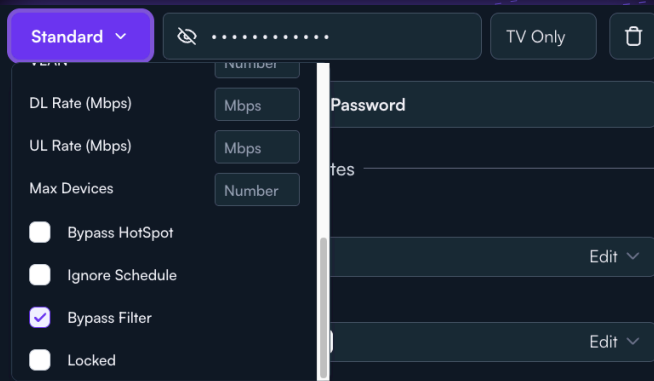 Standard
••••••••••••
TV Only
VLAN
Number
DL Rate (Mbps)
Mbps
Password
UL Rate (Mbps)
Mbps
tes
Max Devices
Number
Bypass HotSpot
Ignore Schedule
Edit
Bypass Filter
Edit
Locked